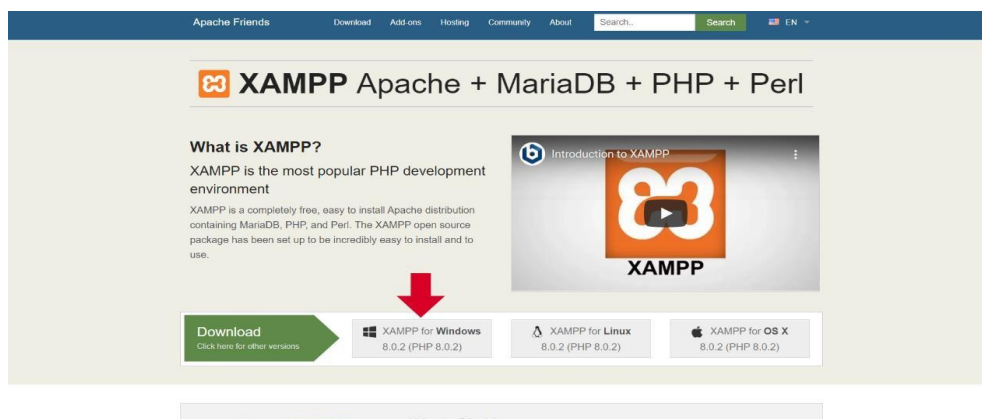 Apache Friends
Download Add-ons Hosting Community About Search.. Search EN
XAMPP Apache + MariaDB + PHP + Perl
What is XAMPP?
XAMPP is the most popular PHP development
environment
XAMPP is a completely free, easy to install Apache distribution
containing MariaDB, PHP, and Perl. The XAMPP open source
package has been set up to be incredibly easy to install and to
use.
Introduction to XAMPP
XAMPP
Download
Click here for other versions
XAMPP for Windows
8.0.2 (PHP 8.0.2)
XAMPP for Linux
8.0.2 (PHP 8.0.2)
XAMPP for OS X
8.0.2 (PHP 8.0.2)